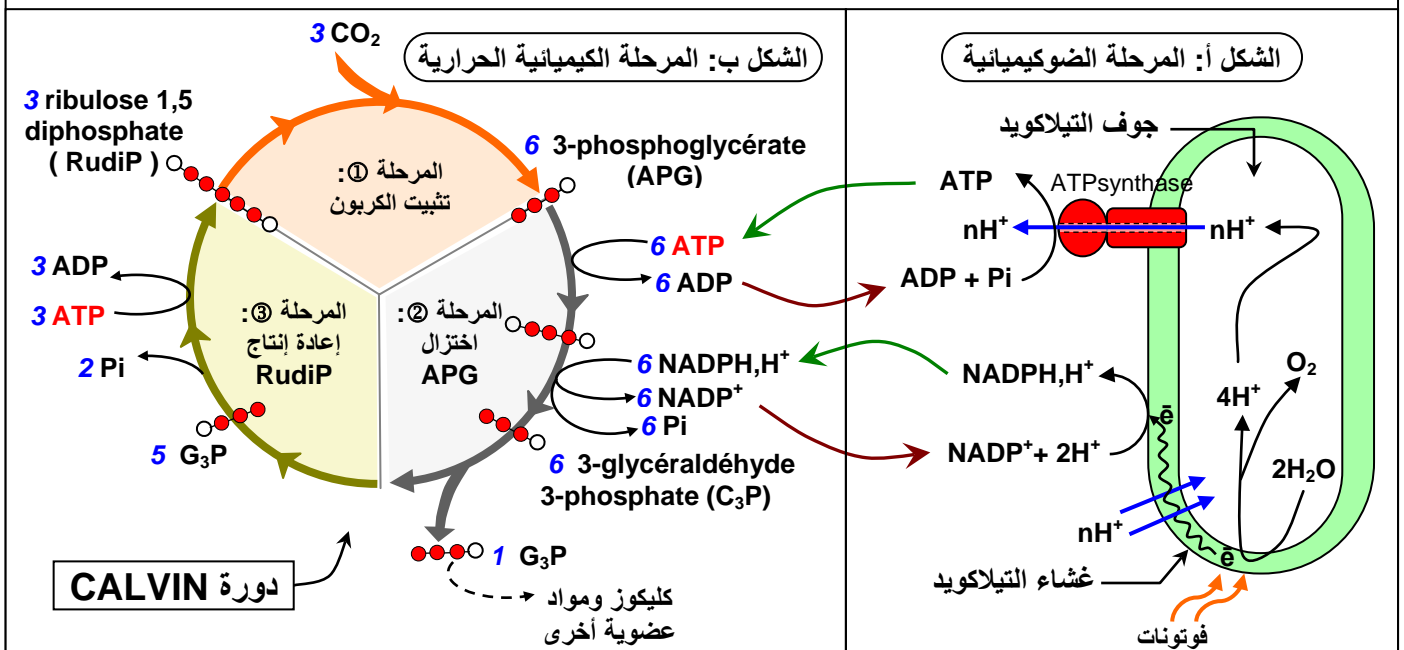 الشكل أ: المرحلة الضوكيميائية
جوف التيلاكويد
ATP
ATPsynthase
nH⁺
nH⁺
ADP + Pi
NADPH,H⁺
NADP⁺+ 2H⁺
O₂
4H⁺
2H₂O
ē
ē
nH⁺
غشاء التيلاكويد
فوتونات
الشكل ب: المرحلة الكيميائية الحرارية
3 CO₂
3 ribulose 1,5
diphosphate
( RudiP )
6 3-phosphoglycérate
(APG)
المرحلة ①:
تثبيت الكربون
6 ATP
6 ADP
المرحلة ②:
اختزال
APG
6 NADPH,H⁺
6 NADP⁺
6 Pi
6 3-glycéraldéhyde
3-phosphate (C₃P)
المرحلة ③:
إعادة إنتاج
RudiP
3 ADP
3 ATP
2 Pi
5 G₃P
1 G₃P
كليكوز ومواد
عضوية أخرى
دورة CALVIN